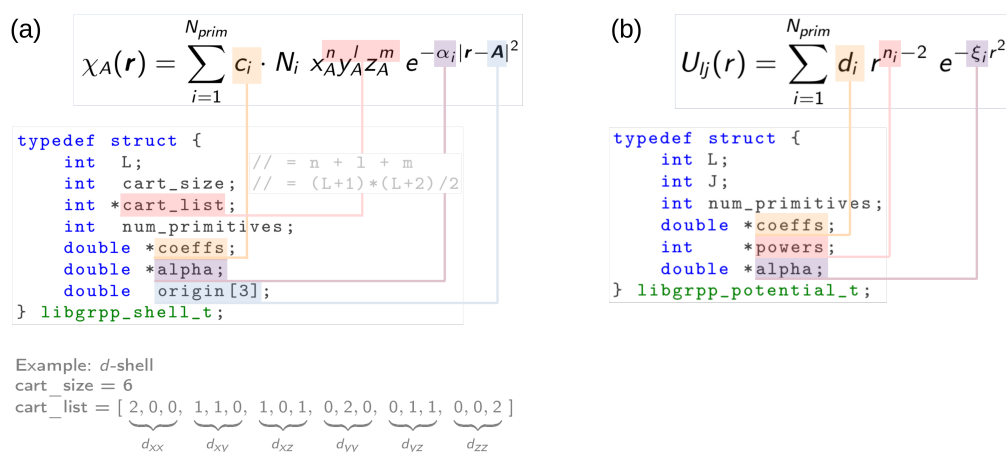 (a)
χ_A(r) = ∑_{i=1}^{N_prim} c_i · N_i x_A^n y_A^l z_A^m e^{-α_i|r-A|^2}
typedef struct {
int L; // = n + l + m
int cart_size; // = (L+1)*(L+2)/2
int *cart_list;
int num_primitives;
double *coeffs;
double *alpha;
double origin[3];
} libgrpp_shell_t;
Example: d-shell
cart_size = 6
cart_list = [ 2, 0, 0, 1, 1, 0, 1, 0, 1, 0, 2, 0, 0, 1, 1, 0, 0, 2 ]
d_xx d_xy d_xz d_yy d_yz d_zz
(b)
U_lj(r) = ∑_{i=1}^{N_prim} d_i r^{n_i-2} e^{-ξ_i r^2}
typedef struct {
int L;
int J;
int num_primitives;
double *coeffs;
int *powers;
double *alpha;
} libgrpp_potential_t;